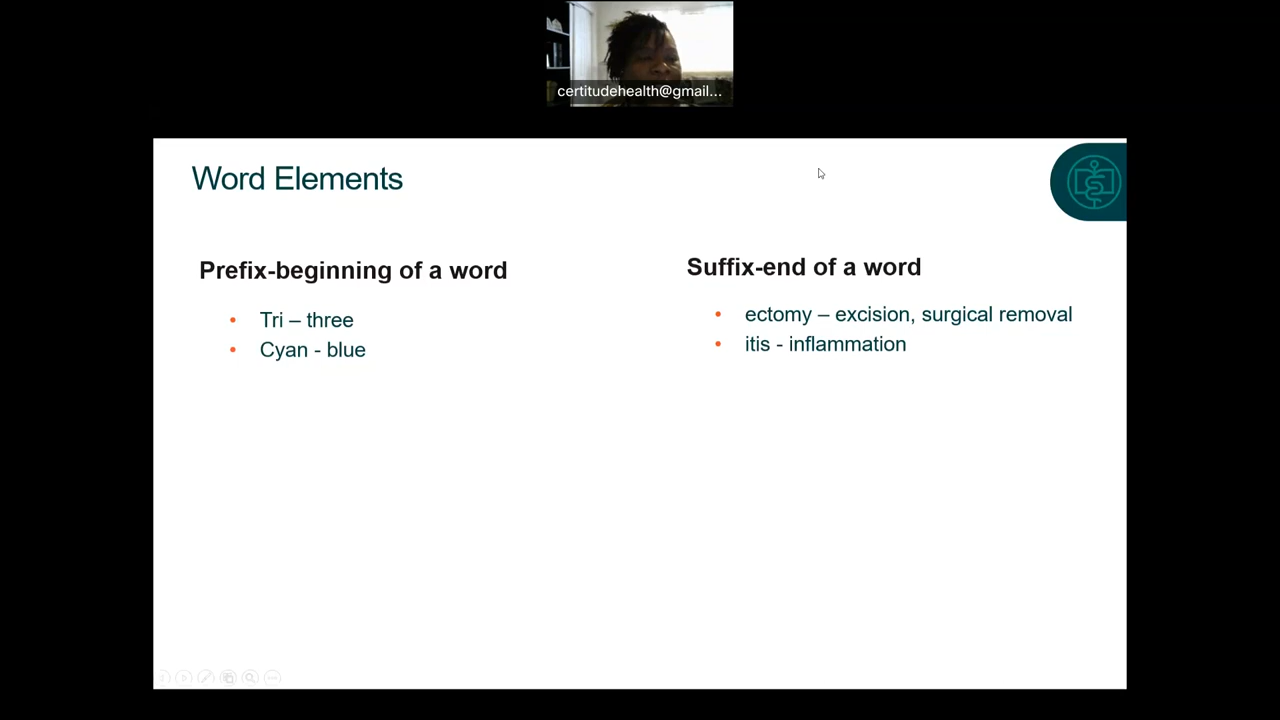 certitudehealth@gmail...
Word Elements
Prefix-beginning of a word
Tri – three
Cyan - blue
Suffix-end of a word
ectomy – excision, surgical removal
itis - inflammation